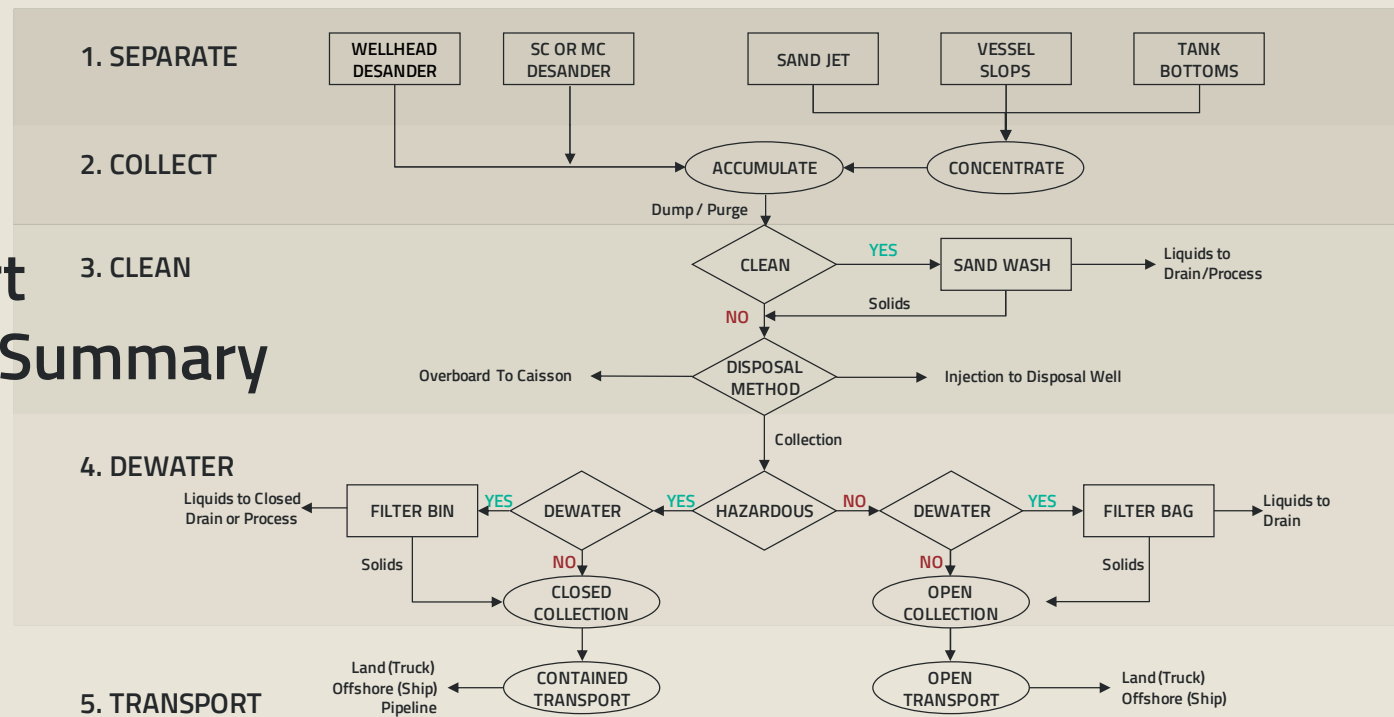 1. SEPARATE
WELLHEAD
DESANDER
SC OR MC
DESANDER
SAND JET
VESSEL
SLOPS
TANK
BOTTOMS
2. COLLECT
ACCUMULATE
CONCENTRATE
Dump / Purge
t
Summary
3. CLEAN
CLEAN
YES
SAND WASH
Liquids to
Drain/Process
Solids
NO
DISPOSAL
METHOD
Overboard To Caisson
Injection to Disposal Well
Collection
4. DEWATER
Liquids to Closed
Drain or Process
FILTER BIN
YES
DEWATER
YES
HAZARDOUS
NO
DEWATER
YES
FILTER BAG
Liquids to
Drain
Solids
NO
CLOSED
COLLECTION
NO
OPEN
COLLECTION
Solids
5. TRANSPORT
Land (Truck)
Offshore (Ship)
Pipeline
CONTAINED
TRANSPORT
OPEN
TRANSPORT
Land (Truck)
Offshore (Ship)